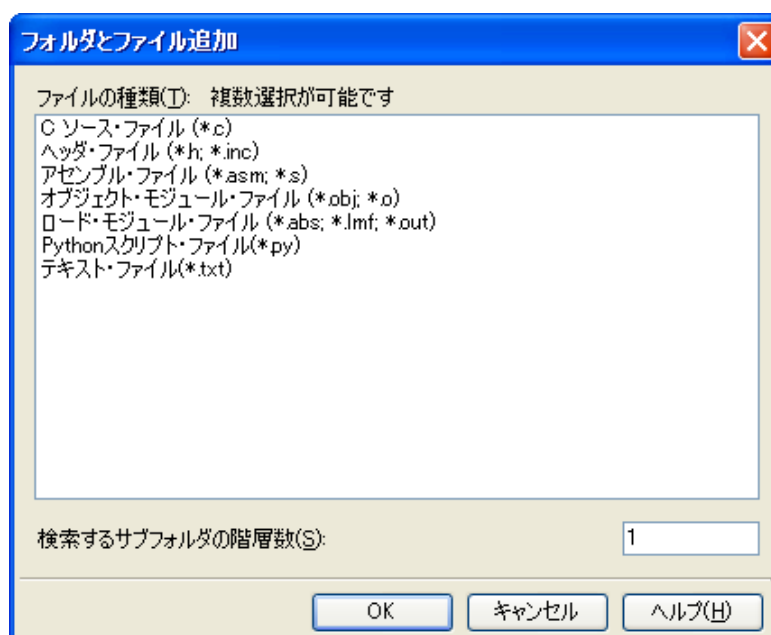 フォルダとファイル追加
ファイルの種類(T): 複数選択が可能です
C ソース・ファイル (*.c)
ヘッダ・ファイル (*.h; *.inc)
アセンブル・ファイル (*.asm; *.s)
オブジェクト・モジュール・ファイル (*.obj; *.o)
ロード・モジュール・ファイル (*.abs; *.lmf; *.out)
Pythonスクリプト・ファイル(*.py)
テキスト・ファイル(*.txt)
検索するサブフォルダの階層数(S): 1
OK キャンセル ヘルプ(H)